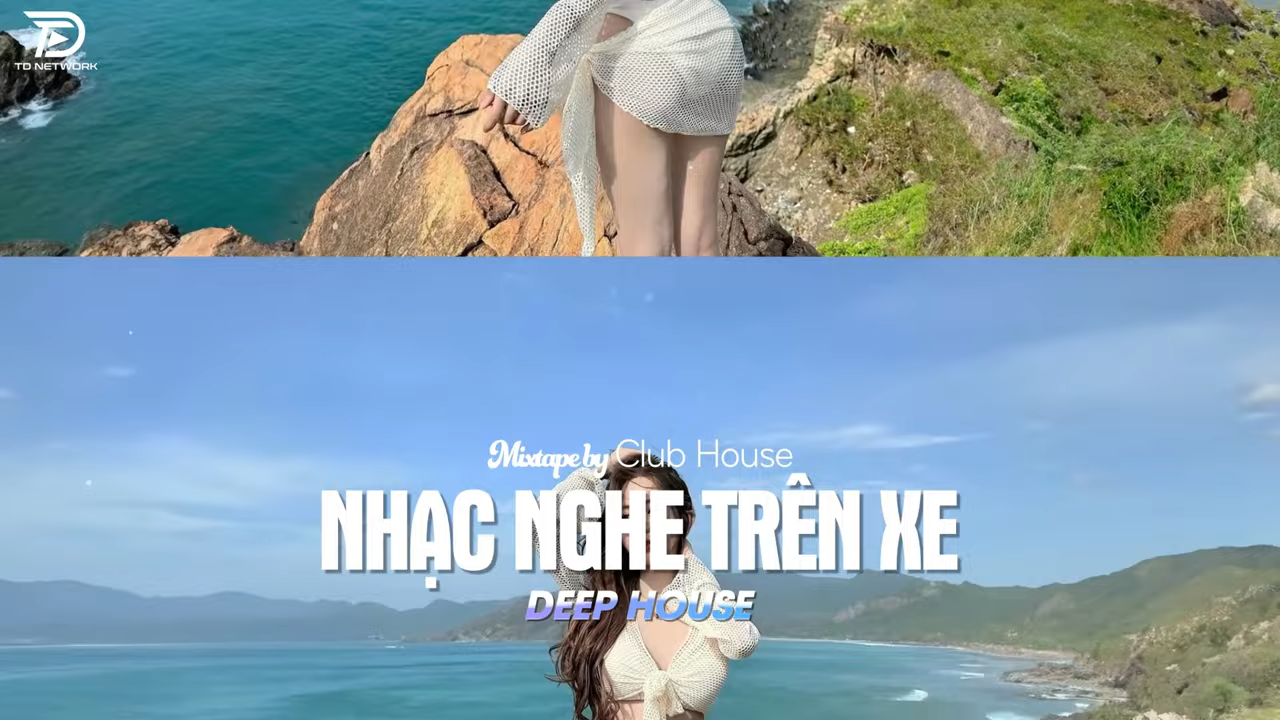 TD NETWORK
Mixtape by Club House
NHẠC NGHE TRÊN XE
DEEP HOUSE